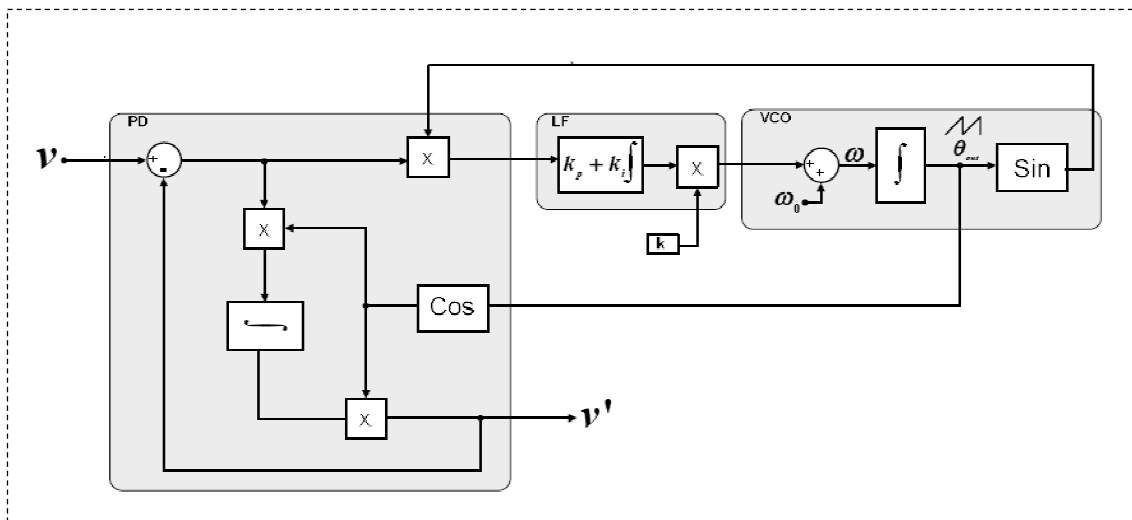 PD
LF
VCO
v
+
-
X
k_p + k_i ∫
X
+
+
ω
∫
θ_out
Sin
ω_0
X
k
Cos
∫
X
v'